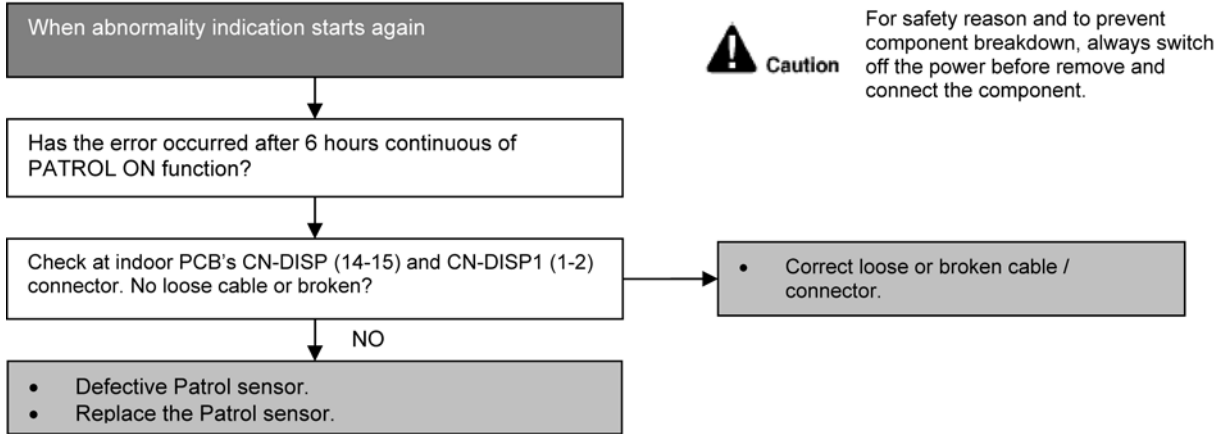 When abnormality indication starts again
Caution
For safety reason and to prevent
component breakdown, always switch
off the power before remove and
connect the component.
Has the error occurred after 6 hours continuous of
PATROL ON function?
Check at indoor PCB's CN-DISP (14-15) and CN-DISP1 (1-2)
connector. No loose cable or broken?
• Correct loose or broken cable /
connector.
NO
• Defective Patrol sensor.
• Replace the Patrol sensor.